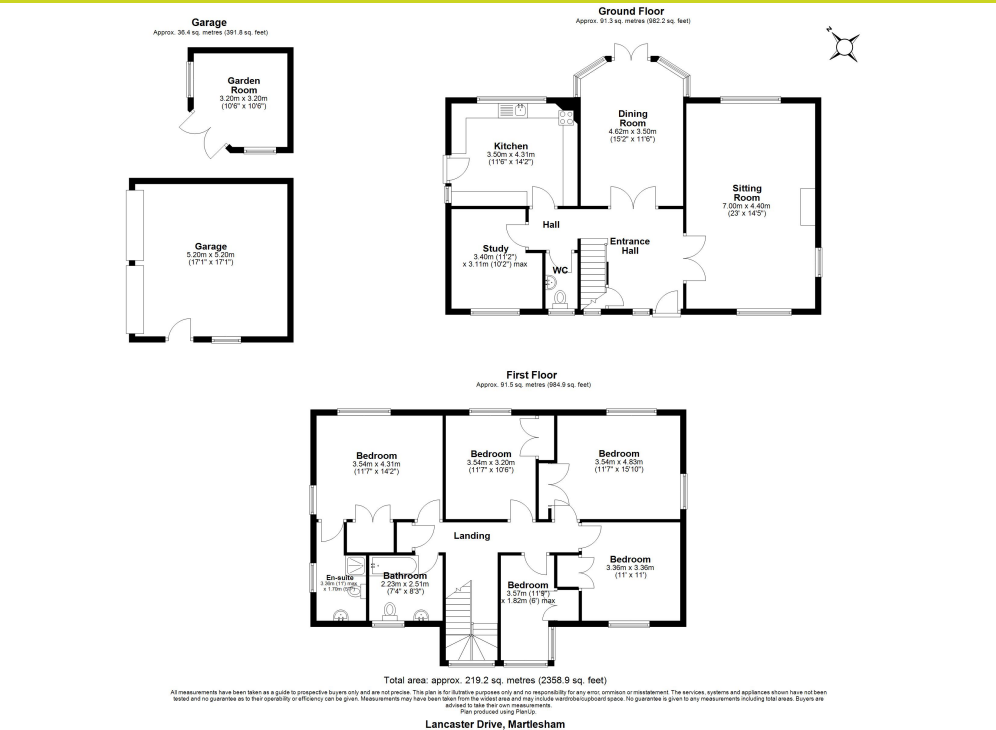 Garage
Approx. 36.4 sq. metres (391.8 sq. feet)
Garden
Room
3.20m x 3.20m
(10'6" x 10'6")
Garage
5.20m x 5.20m
(17'1" x 17'1")
Ground Floor
Approx. 91.3 sq. metres (982.2 sq. feet)
N
Kitchen
3.50m x 4.31m
(11'6" x 14'2")
Dining
Room
4.62m x 3.50m
(15'2" x 11'6")
Sitting
Room
7.00m x 4.40m
(23' x 14'5")
Hall
Study
3.40m (11'2")
x 3.11m (10'2") max
WC
Entrance
Hall
First Floor
Approx. 91.5 sq. metres (984.9 sq. feet)
Bedroom
3.54m x 4.31m
(11'7" x 14'2")
Bedroom
3.54m x 3.20m
(11'7" x 10'6")
Bedroom
3.54m x 4.83m
(11'7" x 15'10")
Landing
En-suite
3.36m (11') max
x 1.70m (5'7")
Bathroom
2.23m x 2.51m
(7'4" x 8'3")
Bedroom
3.57m (11'9")
x 1.82m (6') max
Bedroom
3.36m x 3.36m
(11' x 11')
Total area: approx. 219.2 sq. metres (2358.9 sq. feet)
All measurements have been taken as a guide to prospective buyers only and are not precise. This plan is for illustrative purposes only and no responsibility for any error, ommison or misstatement. The services, systems and appliances shown have not been
tested and no guarantee as to their operability or efficiency can be given. Measurements may have been taken from the widest area and may include wardrobe/cupboard space. No guarantee is given to any measurements including total areas. Buyers are
advised to take their own measurements.
Plan produced using PlanUp.
Lancaster Drive, Martlesham